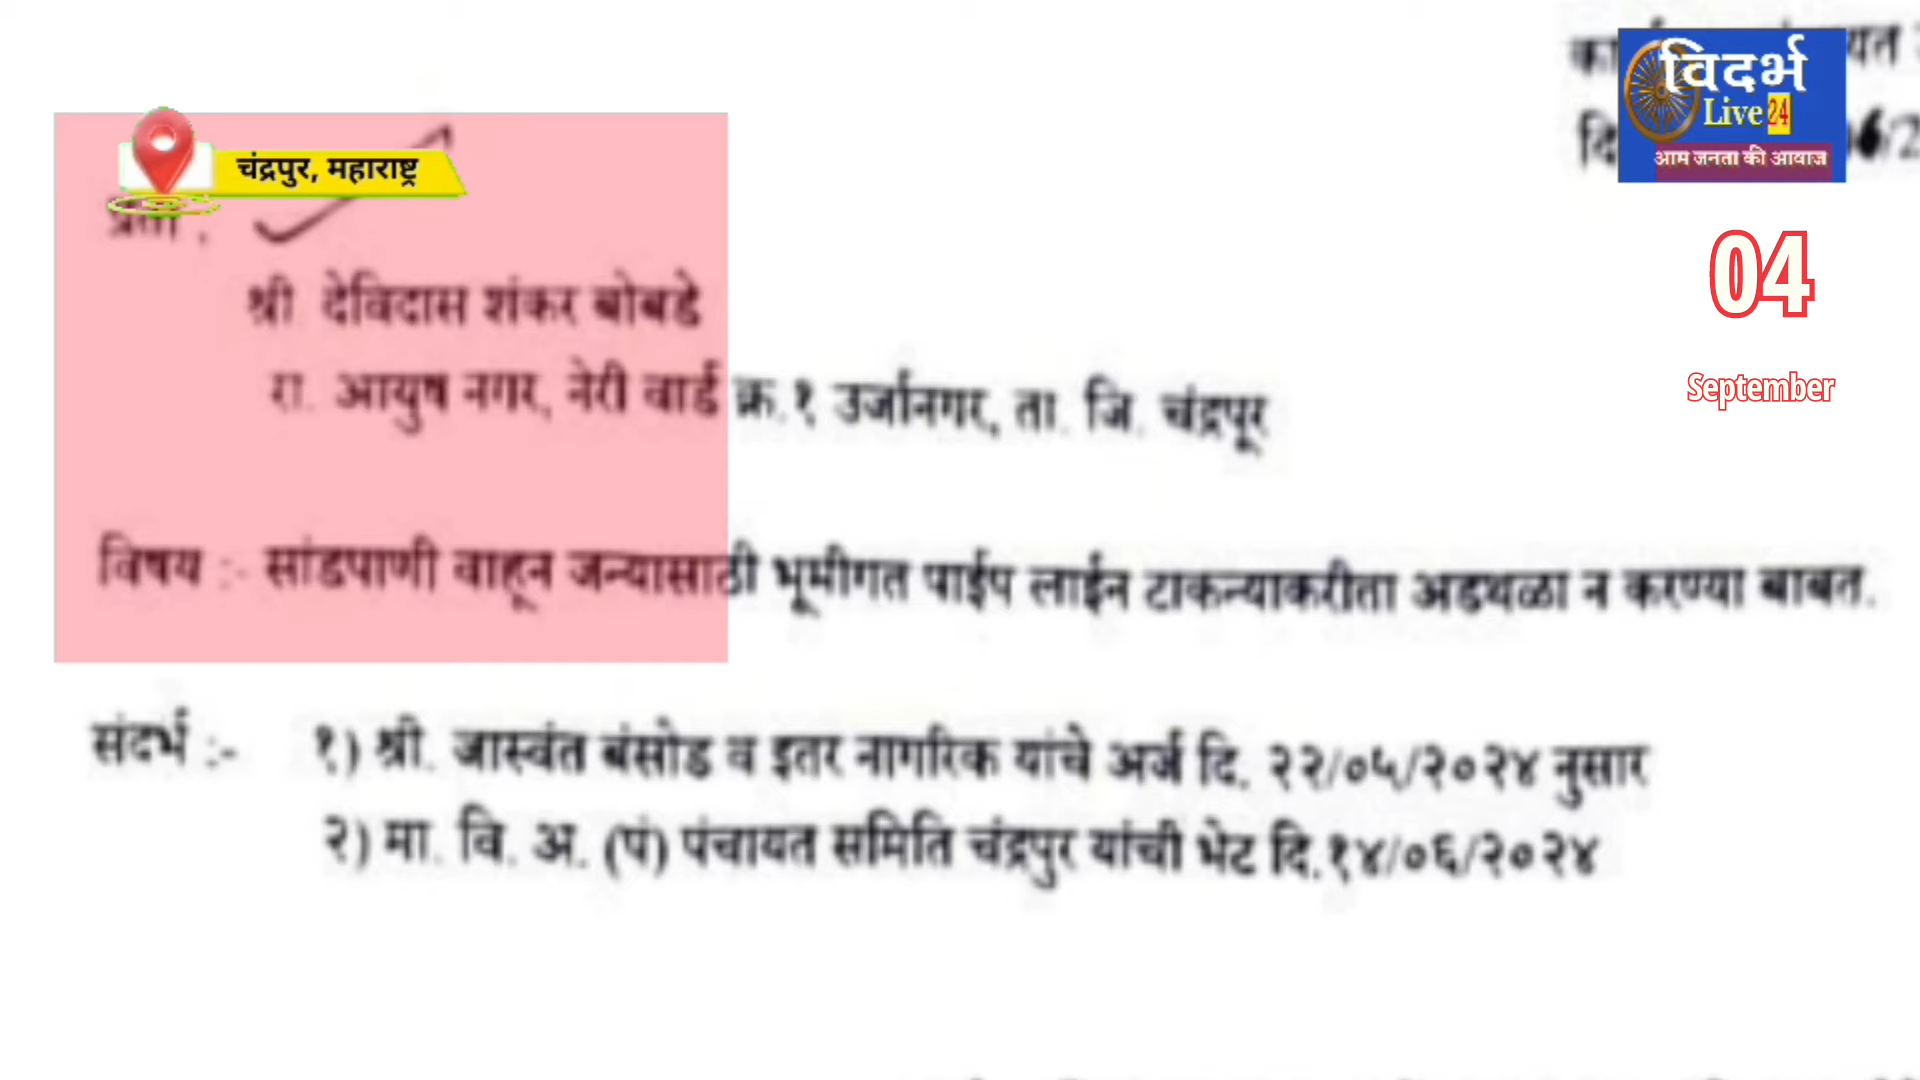 विदर्भ
Live 24
आम जनता की आवाज
चंद्रपुर, महाराष्ट्र
04
September
श्री. देविदास शंकर बोबडे
रा. आयुष नगर, नेरी वार्ड क्र.१ उर्जानगर, ता. जि. चंद्रपूर
विषय :- सांडपाणी वाहून जन्यासाठी भूमीगत पाईप लाईन टाकन्याकरीता अडथळा न करण्या बाबत.
संदर्भ :- १) श्री. जास्वंत बंसोड व इतर नागरिक यांचे अर्ज दि. २२/०५/२०२४ नुसार
२) मा. वि. अ. (पं) पंचायत समिति चंद्रपुर यांची भेट दि.१४/०६/२०२४